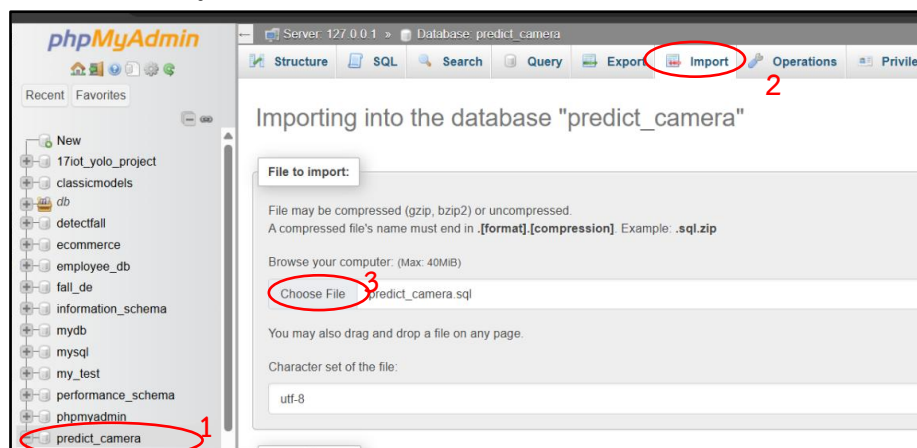 phpMyAdmin
Recent Favorites
New
17iot_yolo_project
classicmodels
db
detectfall
ecommerce
employee_db
fall_de
information_schema
mydb
mysql
my_test
performance_schema
phpmyadmin
predict_camera
1
Server: 127.0.0.1 » Database: predict_camera
Structure SQL Search Query Export Import Operations Privile
2
Importing into the database "predict_camera"
File to import:
File may be compressed (gzip, bzip2) or uncompressed.
A compressed file's name must end in .[format].[compression]. Example: .sql.zip
Browse your computer: (Max: 40MiB)
3
Choose File predict_camera.sql
You may also drag and drop a file on any page.
Character set of the file:
utf-8